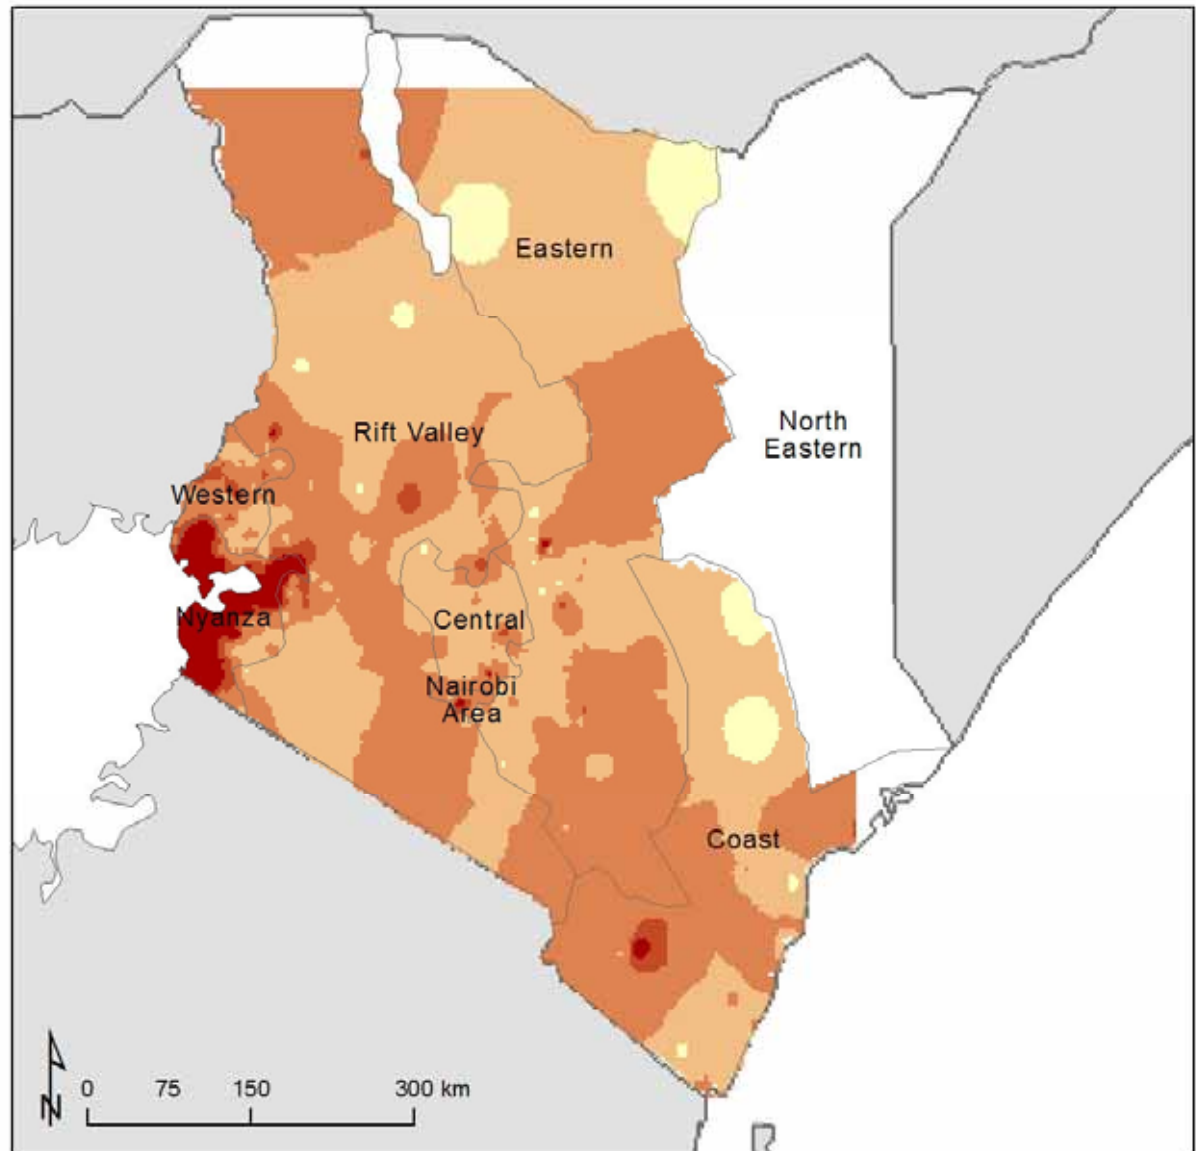 Eastern
North
Eastern
Rift Valley
Western
Nyanza
Central
Nairobi
Area
Coast
N
0 75 150 300 km